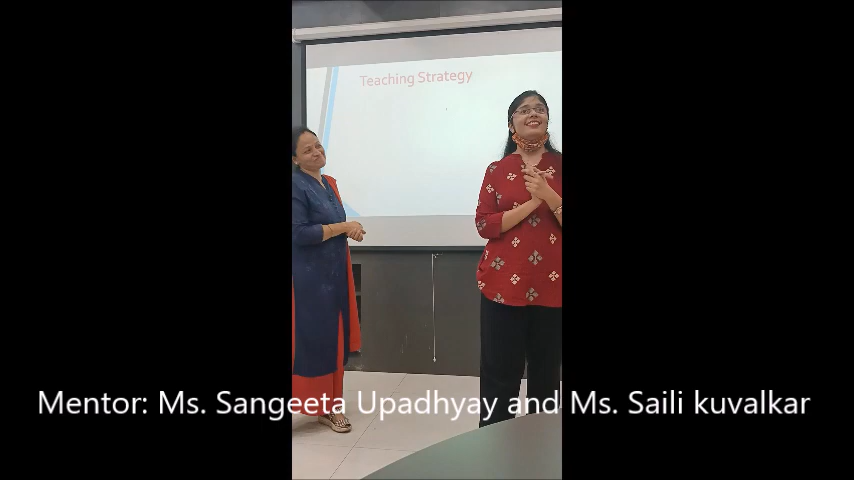 Teaching Strategy
Mentor: Ms. Sangeeta Upadhyay and Ms. Saili kuvalkar